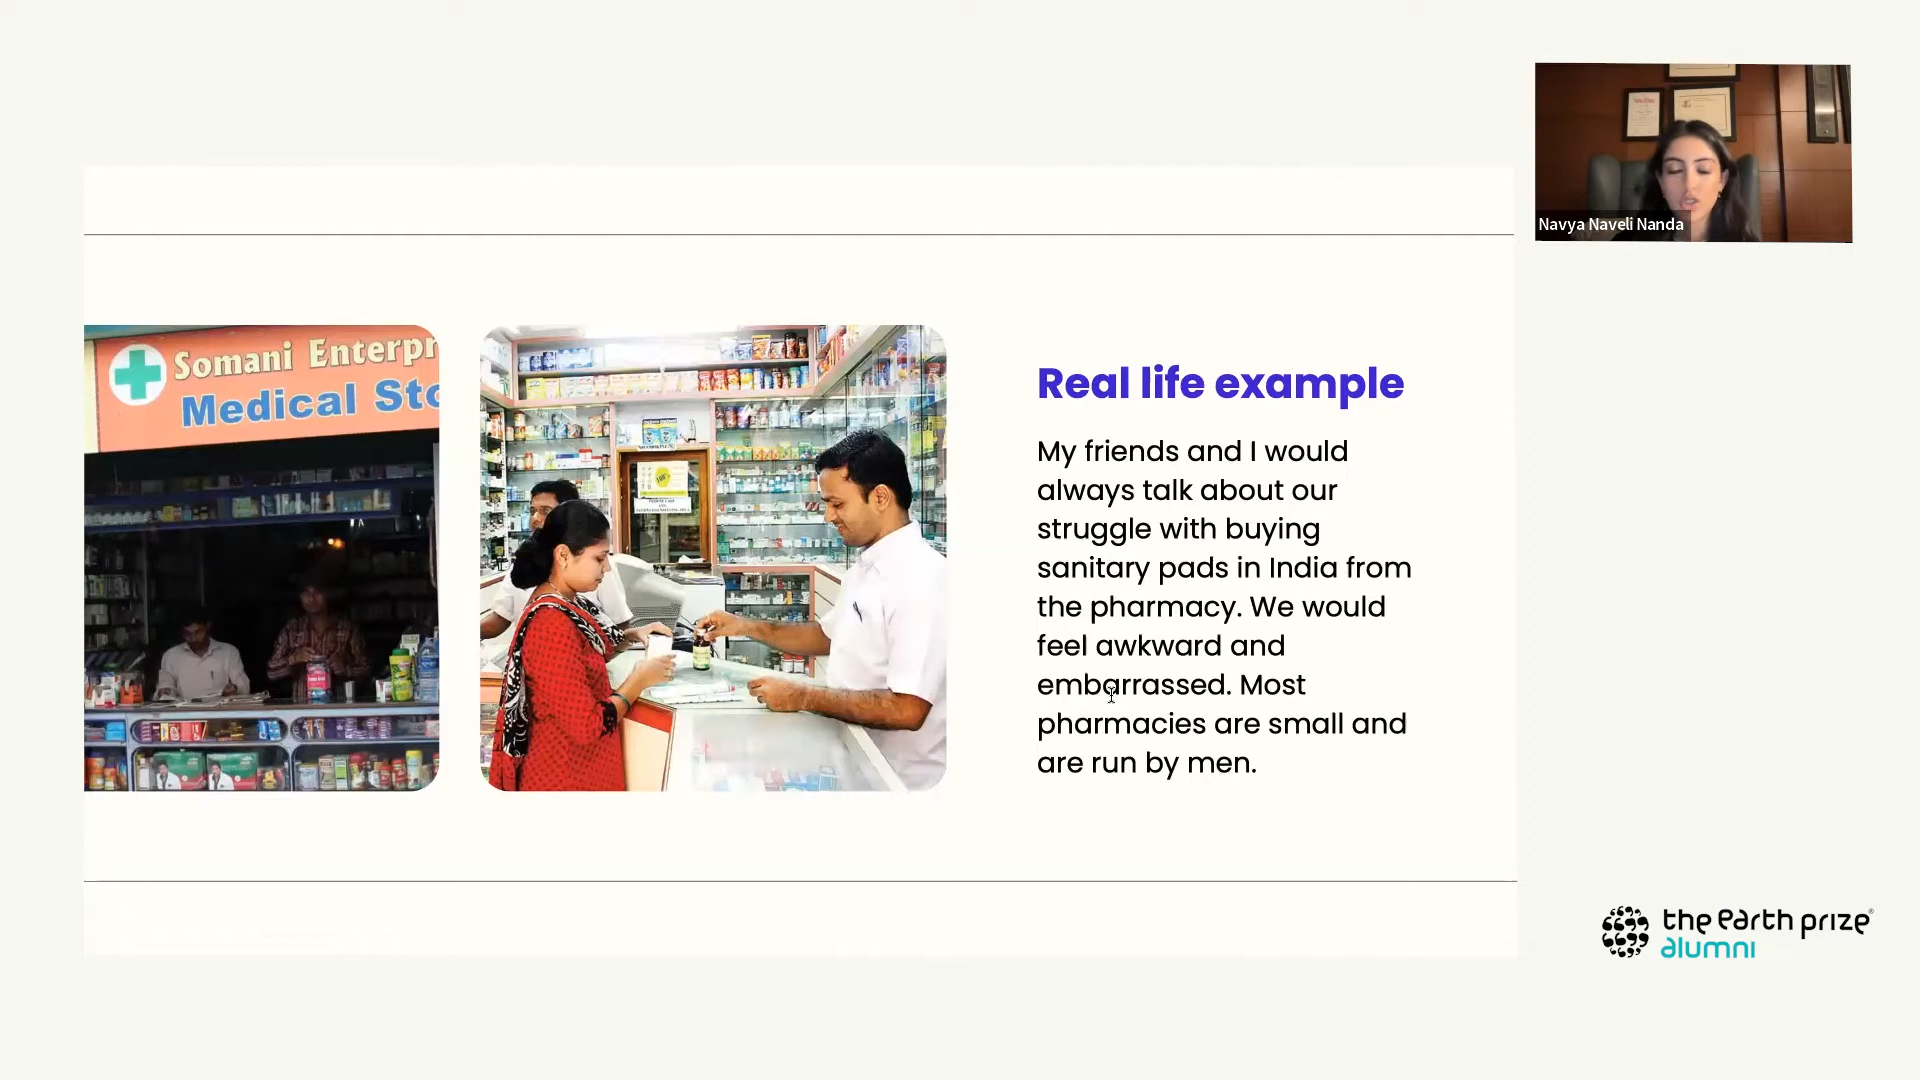 Navya Naveli Nanda
Somani Enterpr
Medical Sto
Real life example
My friends and I would
always talk about our
struggle with buying
sanitary pads in India from
the pharmacy. We would
feel awkward and
embarrassed. Most
pharmacies are small and
are run by men.
the earth prize
alumni